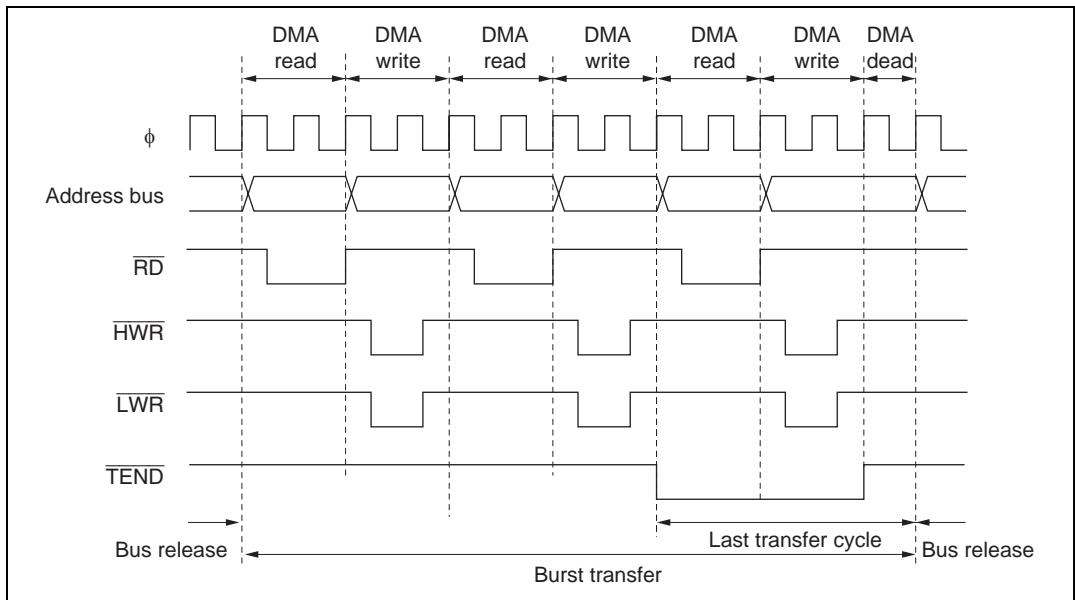 DMA read DMA write DMA read DMA write DMA read DMA write DMA dead
ϕ
Address bus
RD
HWR
LWR
TEND
Bus release Last transfer cycle Bus release
Burst transfer